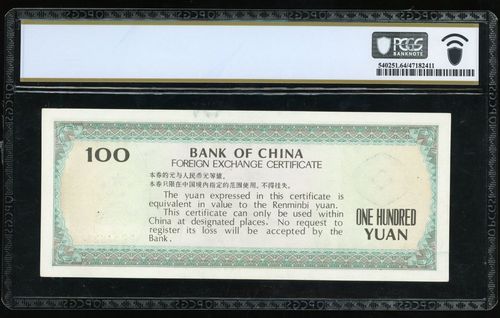 PCGS
BANKNOTE
540251.64/47182411
100
BANK OF CHINA
FOREIGN EXCHANGE CERTIFICATE
本券的元与人民币元等值。
本券只限在中国境内指定的范围使用，不得挂失。
The yuan expressed in this certificate is
equivalent in value to the Renminbi yuan.
This certificate can only be used within
China at designated places. No request to
register its loss will be accepted by the
Bank.
ONE HUNDRED
YUAN